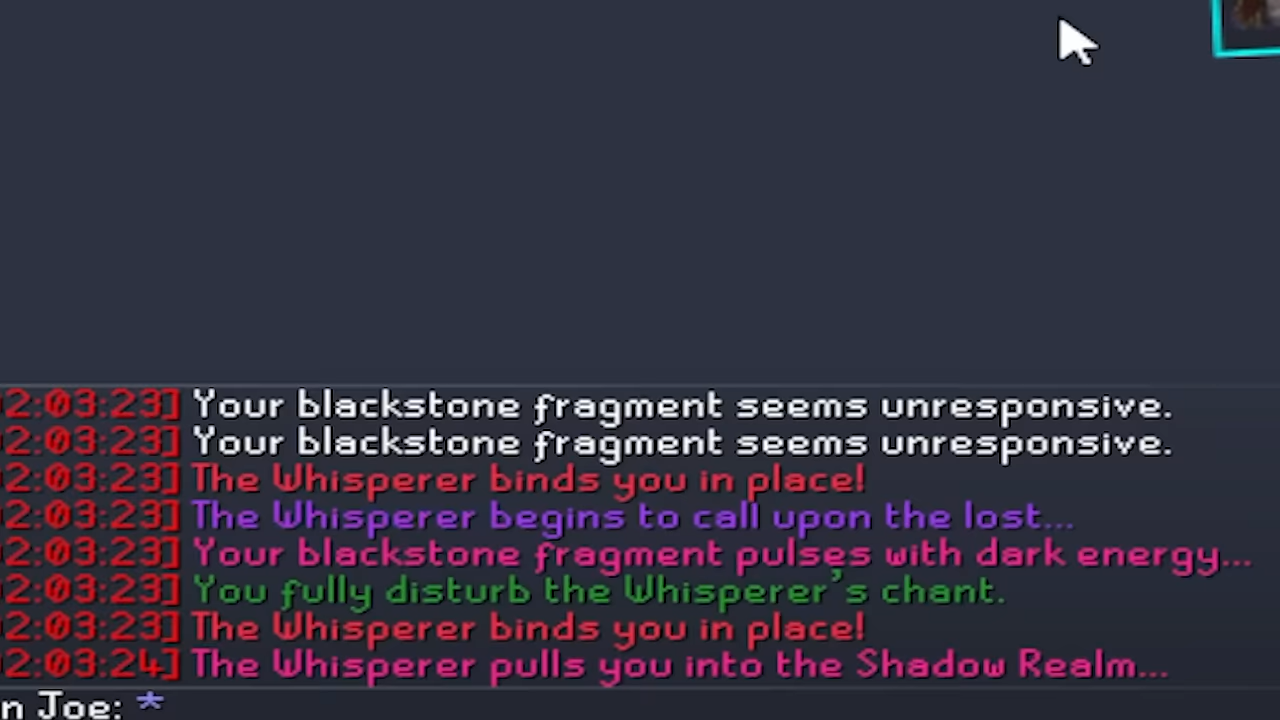 2:03:23] Your blackstone fragment seems unresponsive.
2:03:23] Your blackstone fragment seems unresponsive.
2:03:23] The Whisperer binds you in place!
2:03:23] The Whisperer begins to call upon the lost...
2:03:23] Your blackstone fragment pulses with dark energy...
2:03:23] You fully disturb the Whisperer's chant.
2:03:23] The Whisperer binds you in place!
2:03:24] The Whisperer pulls you into the Shadow Realm...
n Joe: *